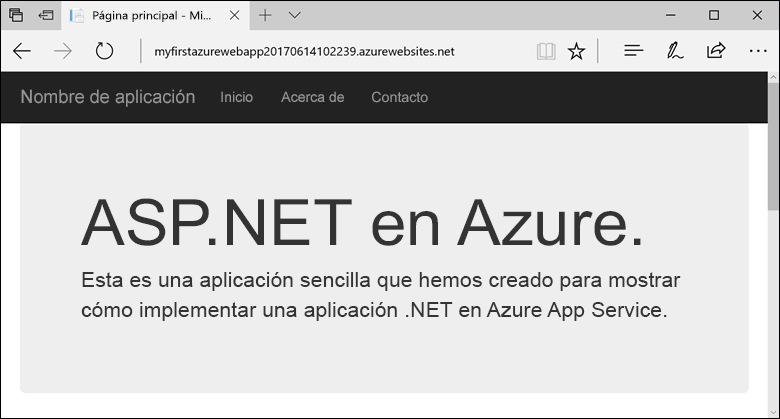 Página principal - Mi...
myfirstazurewebapp20170614102239.azurewebsites.net
Nombre de aplicación Inicio Acerca de Contacto
ASP.NET en Azure.
Esta es una aplicación sencilla que hemos creado para mostrar
cómo implementar una aplicación .NET en Azure App Service.